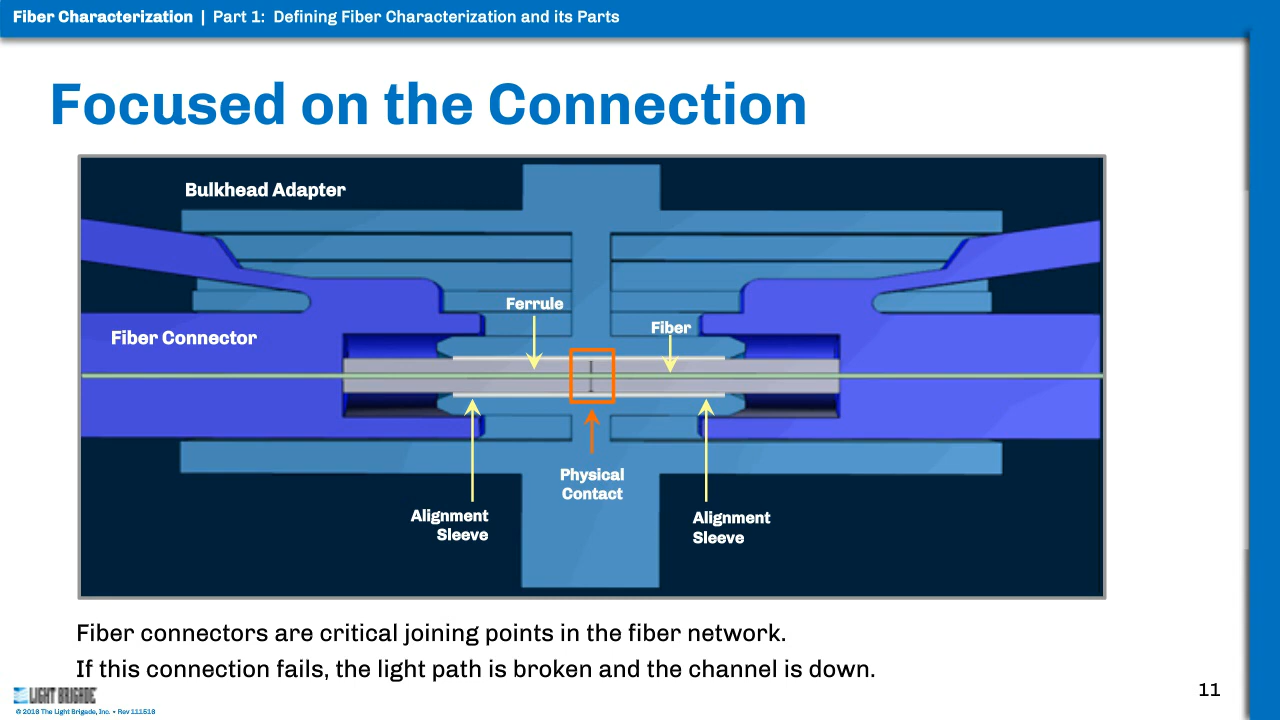 Fiber Characterization | Part 1: Defining Fiber Characterization and its Parts
Focused on the Connection
Bulkhead Adapter
Ferrule
Fiber
Fiber Connector
Physical
Contact
Alignment
Sleeve
Alignment
Sleeve
Fiber connectors are critical joining points in the fiber network.
If this connection fails, the light path is broken and the channel is down.
LIGHT BRIGADE
11
© 2018 The Light Brigade, Inc. • Rev 111518